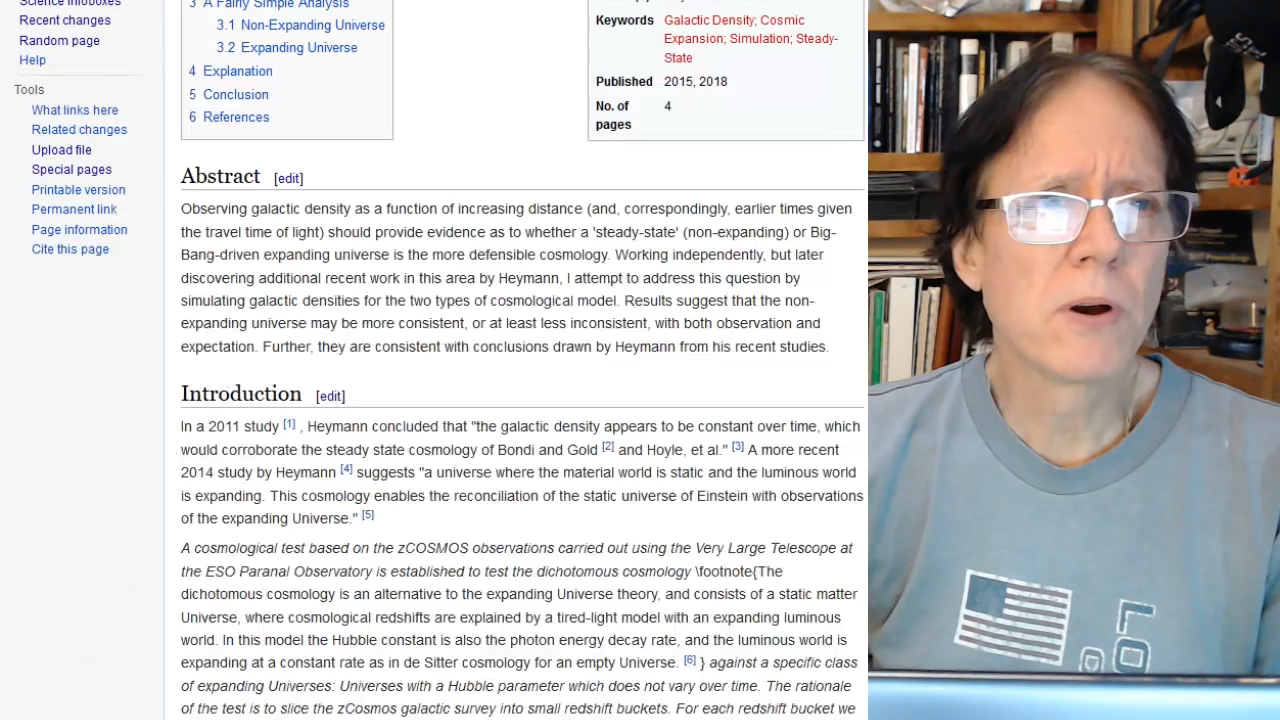 Science Infoboxes
Recent changes
Random page
Help
Tools
What links here
Related changes
Upload file
Special pages
Printable version
Permanent link
Page information
Cite this page
3 A Fairly Simple Analysis
3.1 Non-Expanding Universe
3.2 Expanding Universe
4 Explanation
5 Conclusion
6 References
Keywords Galactic Density; Cosmic
Expansion; Simulation; Steady-
State
Published 2015, 2018
No. of 4
pages
Abstract [edit]
Observing galactic density as a function of increasing distance (and, correspondingly, earlier times given
the travel time of light) should provide evidence as to whether a 'steady-state' (non-expanding) or Big-
Bang-driven expanding universe is the more defensible cosmology. Working independently, but later
discovering additional recent work in this area by Heymann, I attempt to address this question by
simulating galactic densities for the two types of cosmological model. Results suggest that the non-
expanding universe may be more consistent, or at least less inconsistent, with both observation and
expectation. Further, they are consistent with conclusions drawn by Heymann from his recent studies.
Introduction [edit]
In a 2011 study [1] , Heymann concluded that "the galactic density appears to be constant over time, which
would corroborate the steady state cosmology of Bondi and Gold [2] and Hoyle, et al." [3] A more recent
2014 study by Heymann [4] suggests "a universe where the material world is static and the luminous world
is expanding. This cosmology enables the reconciliation of the static universe of Einstein with observations
of the expanding Universe." [5]
A cosmological test based on the zCOSMOS observations carried out using the Very Large Telescope at
the ESO Paranal Observatory is established to test the dichotomous cosmology \footnote{The
dichotomous cosmology is an alternative to the expanding Universe theory, and consists of a static matter
Universe, where cosmological redshifts are explained by a tired-light model with an expanding luminous
world. In this model the Hubble constant is also the photon energy decay rate, and the luminous world is
expanding at a constant rate as in de Sitter cosmology for an empty Universe. [6] } against a specific class
of expanding Universes: Universes with a Hubble parameter which does not vary over time. The rationale
of the test is to slice the zCosmos galactic survey into small redshift buckets. For each redshift bucket we